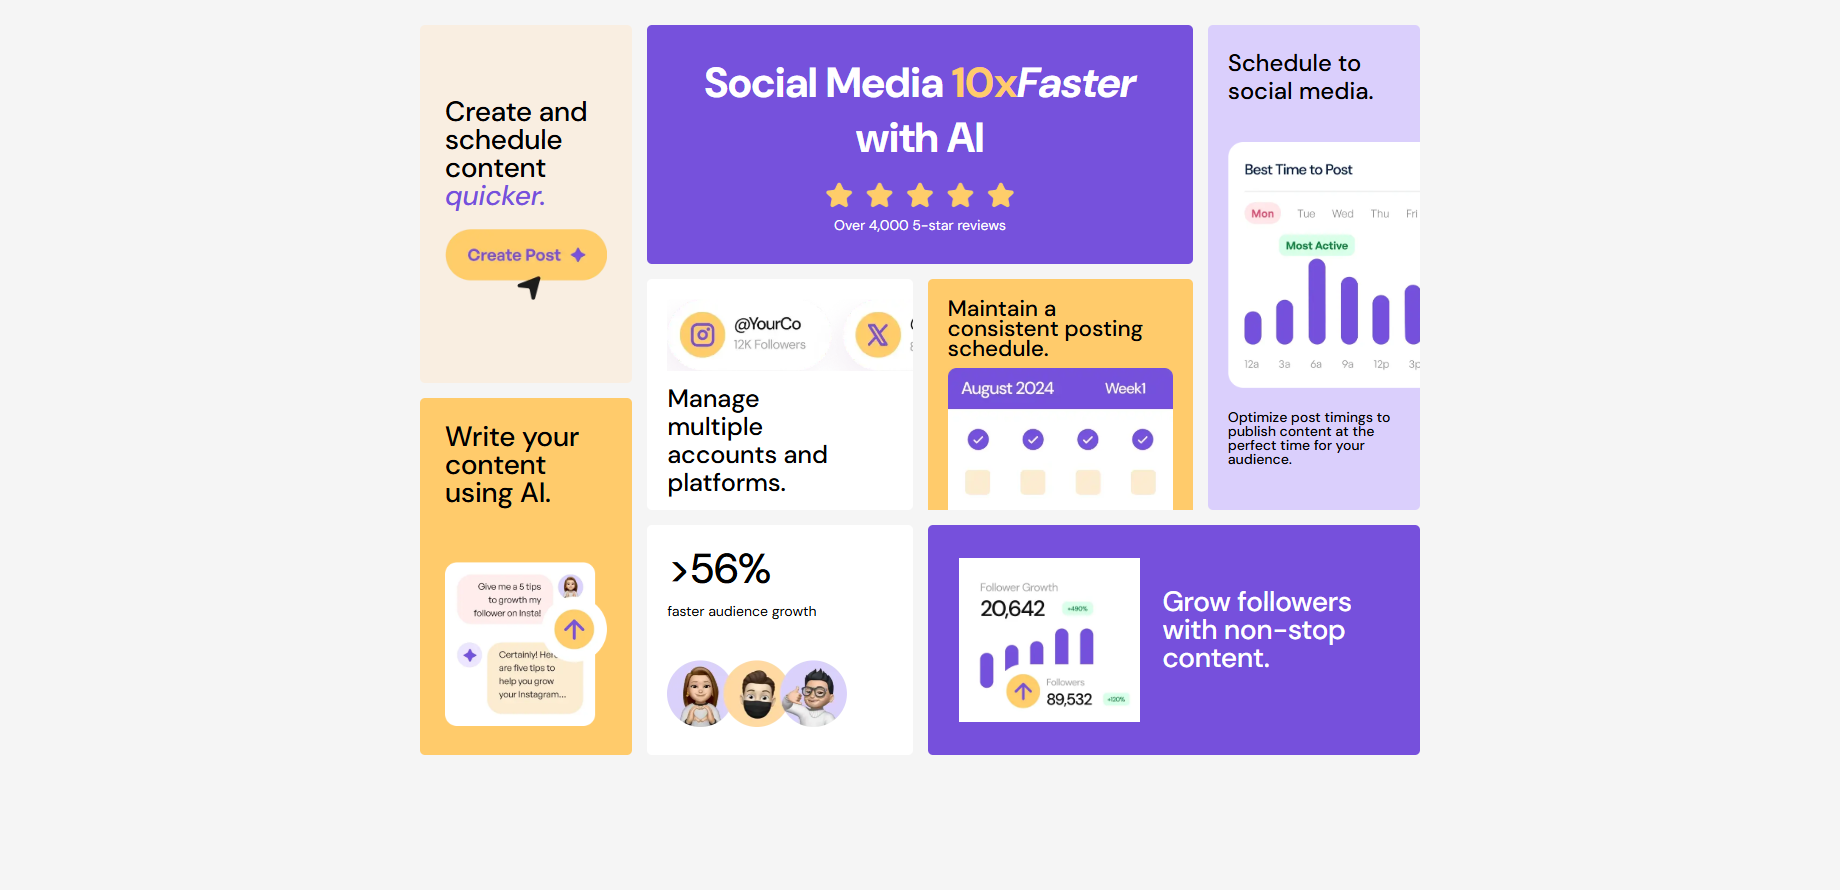 Create and
schedule
content
quicker.
Create Post
Social Media 10xFaster
with AI
Over 4,000 5-star reviews
Schedule to
social media.
Best Time to Post
Mon Tue Wed Thu Fri
Most Active
12a 3a 6a 9a 12p 3p
Optimize post timings to
publish content at the
perfect time for your
audience.
@YourCo
12K Followers
Manage
multiple
accounts and
platforms.
Maintain a
consistent posting
schedule.
August 2024 Week1
Write your
content
using AI.
Give me a 5 tips
to growth my
follower on Insta!
Certainly! Here
are five tips to
help you grow
your Instagram...
>56%
faster audience growth
Follower Growth
20,642 +490%
Followers
89,532 +120%
Grow followers
with non-stop
content.